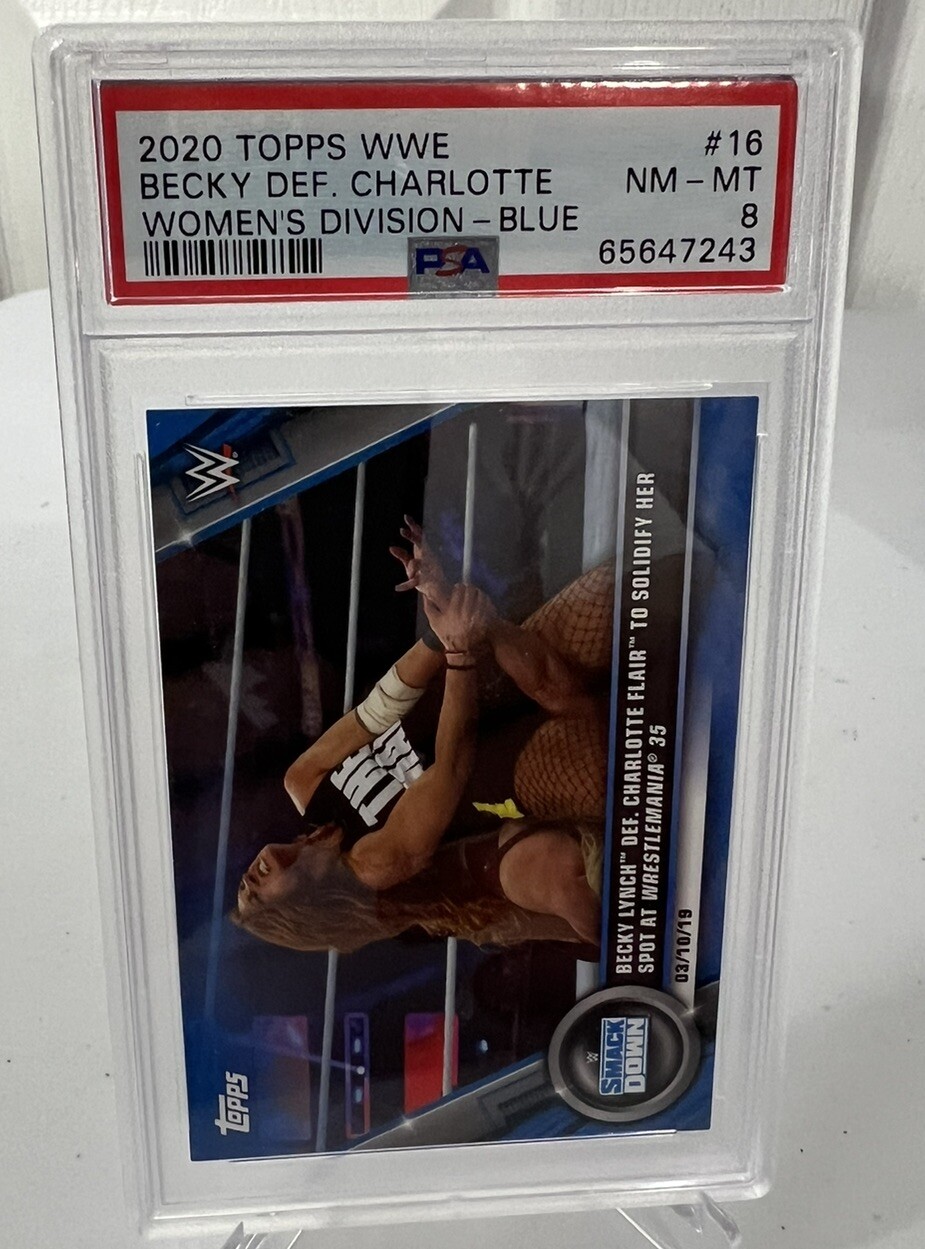 2020 TOPPS WWE #16
BECKY DEF. CHARLOTTE NM – MT
WOMEN'S DIVISION – BLUE 8
PSA 65647243
W
Topps
THE
BECKY LYNCH™ DEF. CHARLOTTE FLAIR™ TO SOLIDIFY HER
SPOT AT WRESTLEMANIA® 35
03/10/19
W
SMACK
DOWN